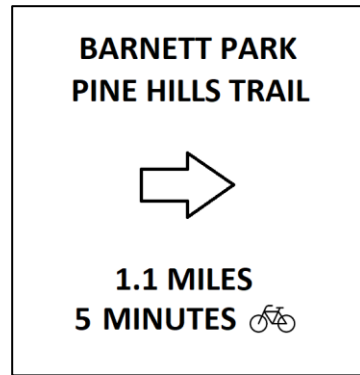 BARNETT PARK
PINE HILLS TRAIL
1.1 MILES
5 MINUTES